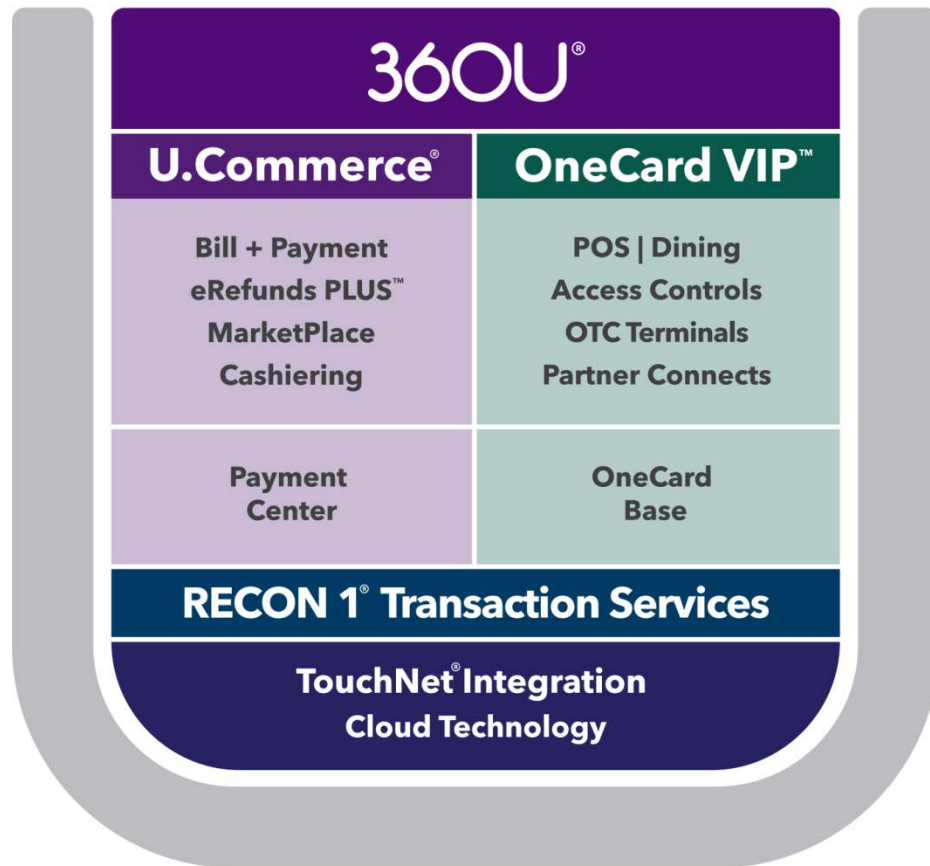 36OU®
U.Commerce®
OneCard VIP™
Bill + Payment
eRefunds PLUS™
MarketPlace
Cashiering
POS | Dining
Access Controls
OTC Terminals
Partner Connects
Payment
Center
OneCard
Base
RECON 1® Transaction Services
TouchNet® Integration
Cloud Technology